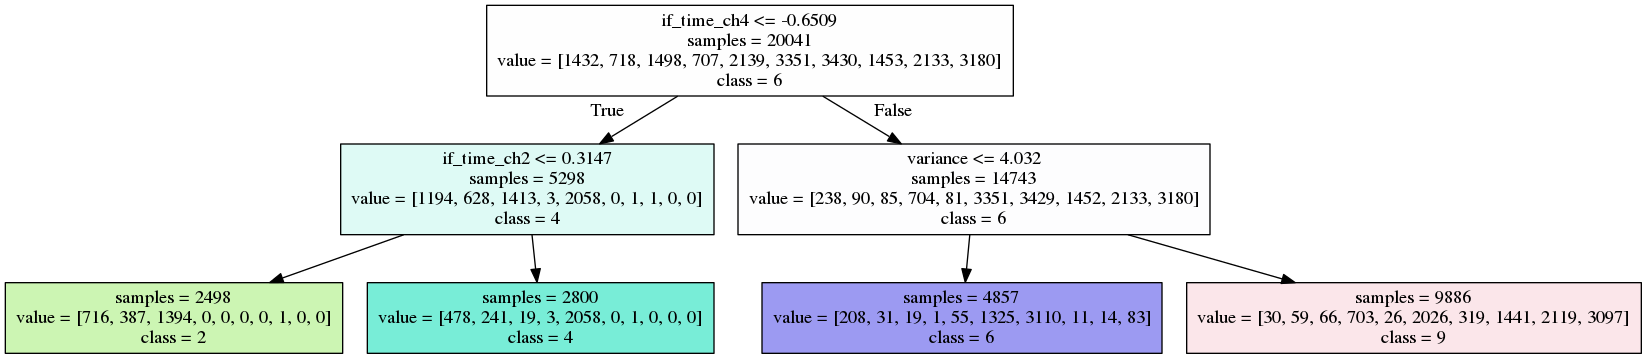 if_time_ch4 <= -0.6509
samples = 20041
value = [1432, 718, 1498, 707, 2139, 3351, 3430, 1453, 2133, 3180]
class = 6
True
False
if_time_ch2 <= 0.3147
samples = 5298
value = [1194, 628, 1413, 3, 2058, 0, 1, 1, 0, 0]
class = 4
variance <= 4.032
samples = 14743
value = [238, 90, 85, 704, 81, 3351, 3429, 1452, 2133, 3180]
class = 6
samples = 2498
value = [716, 387, 1394, 0, 0, 0, 0, 1, 0, 0]
class = 2
samples = 2800
value = [478, 241, 19, 3, 2058, 0, 1, 0, 0, 0]
class = 4
samples = 4857
value = [208, 31, 19, 1, 55, 1325, 3110, 11, 14, 83]
class = 6
samples = 9886
value = [30, 59, 66, 703, 26, 2026, 319, 1441, 2119, 3097]
class = 9